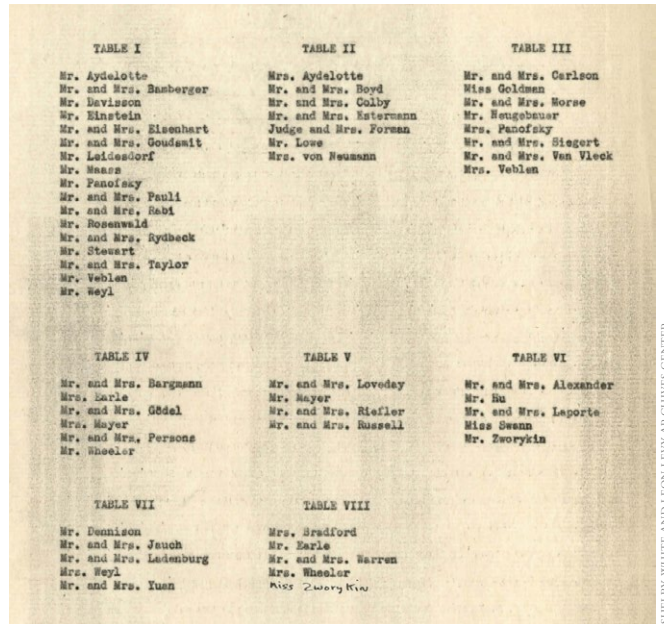 TABLE I
Mr. Aydelotte
Mr. and Mrs. Bamberger
Mr. Davisson
Mr. Einstein
Mr. and Mrs. Eisenhart
Mr. and Mrs. Goudsmit
Mr. Leidesdorf
Mr. Maass
Mr. Panofsky
Mr. and Mrs. Pauli
Mr. and Mrs. Rabi
Mr. Rosenwald
Mr. and Mrs. Rydbeck
Mr. Stewart
Mr. and Mrs. Taylor
Mr. Veblen
Mr. Weyl
TABLE II
Mrs. Aydelotte
Mr. and Mrs. Boyd
Mr. and Mrs. Colby
Mr. and Mrs. Estermann
Judge and Mrs. Forman
Mr. Lowe
Mrs. von Neumann
TABLE III
Mr. and Mrs. Carlson
Miss Goldman
Mr. and Mrs. Morse
Mr. Neugebauer
Mrs. Panofsky
Mr. and Mrs. Siegert
Mr. and Mrs. Van Vleck
Mrs. Veblen
TABLE IV
Mr. and Mrs. Bargmann
Mrs. Earle
Mr. and Mrs. Gödel
Mrs. Mayer
Mr. and Mrs. Persons
Mr. Wheeler
TABLE V
Mr. and Mrs. Loveday
Mr. Mayer
Mr. and Mrs. Riefler
Mr. and Mrs. Russell
TABLE VI
Mr. and Mrs. Alexander
Mr. Hu
Mr. and Mrs. Laporte
Miss Swann
Mr. Zworykin
TABLE VII
Mr. Dennison
Mr. and Mrs. Jauch
Mr. and Mrs. Ladenburg
Mrs. Weyl
Mr. and Mrs. Yuan
TABLE VIII
Mrs. Bradford
Mr. Earle
Mr. and Mrs. Warren
Mrs. Wheeler
Miss Zworykin
SHELBY WHITE AND LEON LEVY ARCHIVES CENTER